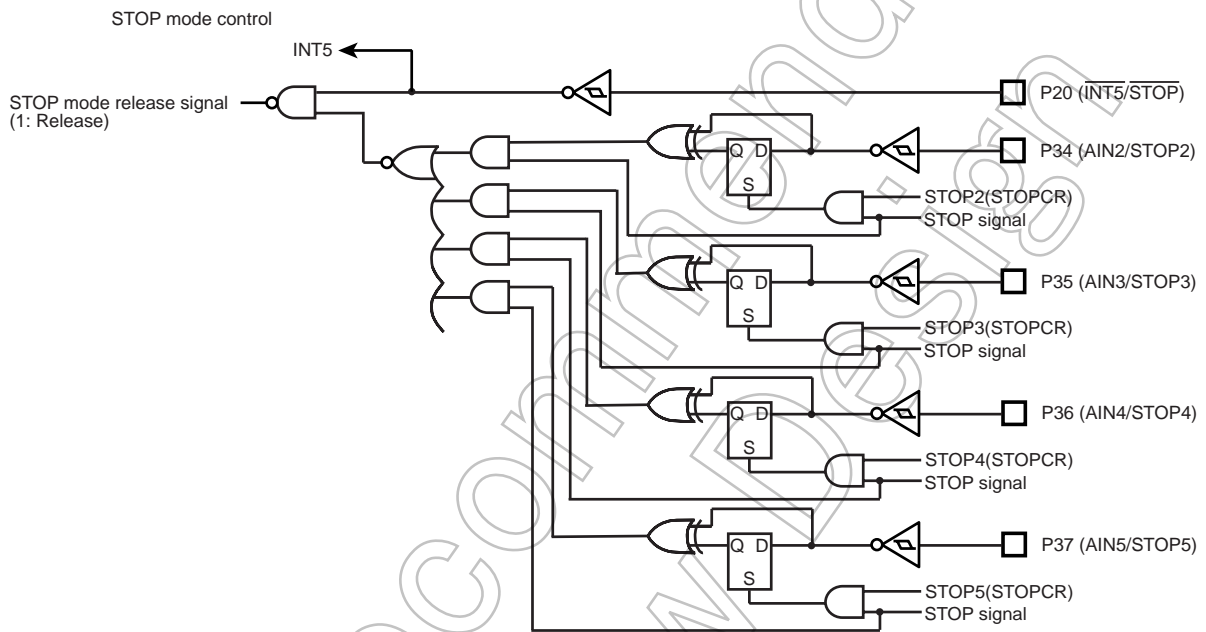 STOP mode control
INT5
STOP mode release signal
(1: Release)
P20 (INT5/STOP)
P34 (AIN2/STOP2)
Q D
S
STOP2(STOPCR)
STOP signal
P35 (AIN3/STOP3)
Q D
S
STOP3(STOPCR)
STOP signal
P36 (AIN4/STOP4)
Q D
S
STOP4(STOPCR)
STOP signal
P37 (AIN5/STOP5)
Q D
S
STOP5(STOPCR)
STOP signal
Design